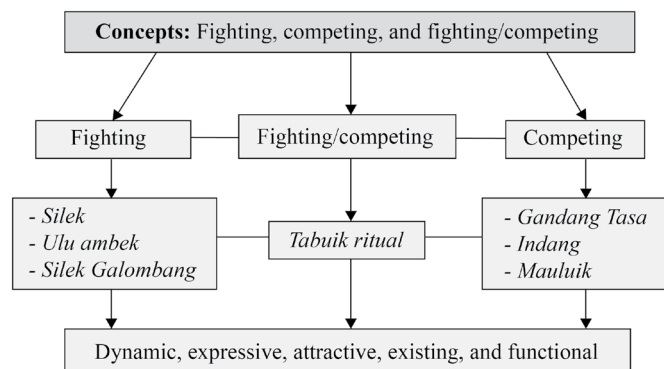 Concepts: Fighting, competing, and fighting/competing
Fighting
Fighting/competing
Competing
- Silek
- Ulu ambek
- Silek Galombang
Tabuik ritual
- Gandang Tasa
- Indang
- Mauluik
Dynamic, expressive, attractive, existing, and functional